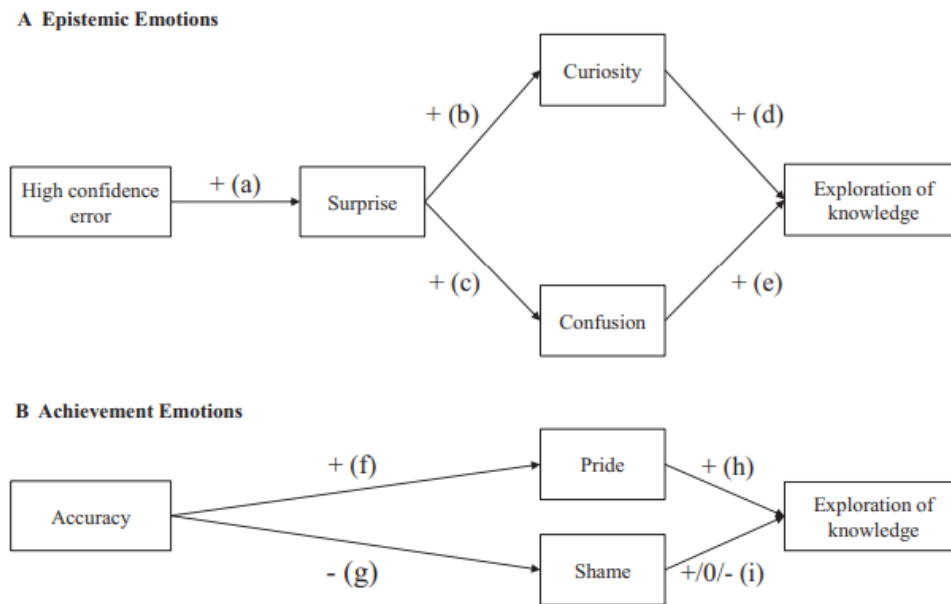 A Epistemic Emotions
Curiosity
+ (b)
+ (d)
High confidence
error
+ (a)
Surprise
Exploration of
knowledge
+ (c)
+ (e)
Confusion
B Achievement Emotions
+ (f)
Pride
+ (h)
Accuracy
Exploration of
knowledge
- (g)
Shame
+/0/- (i)